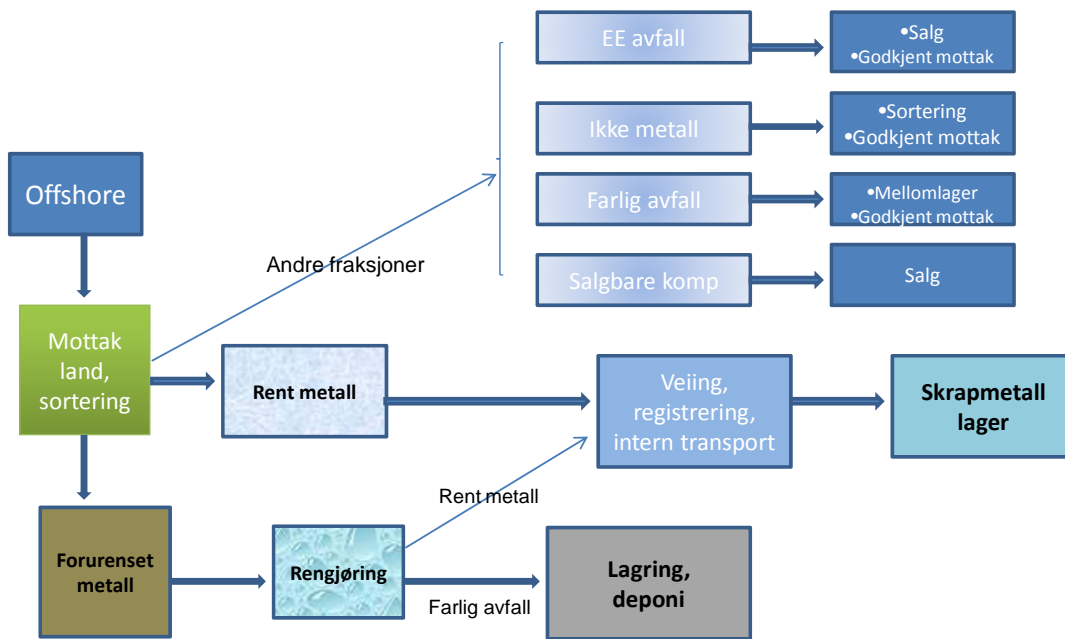 EE avfall
•Salg
•Godkjent mottak
Ikke metall
•Sortering
•Godkjent mottak
Offshore
Farlig avfall
•Mellomlager
•Godkjent mottak
Andre fraksjoner
Salgbare komp
Salg
Mottak
land,
sortering
Rent metall
Veiing,
registrering,
intern transport
Skrapmetall
lager
Rent metall
Forurenset
metall
Rengjøring
Farlig avfall
Lagring,
deponi